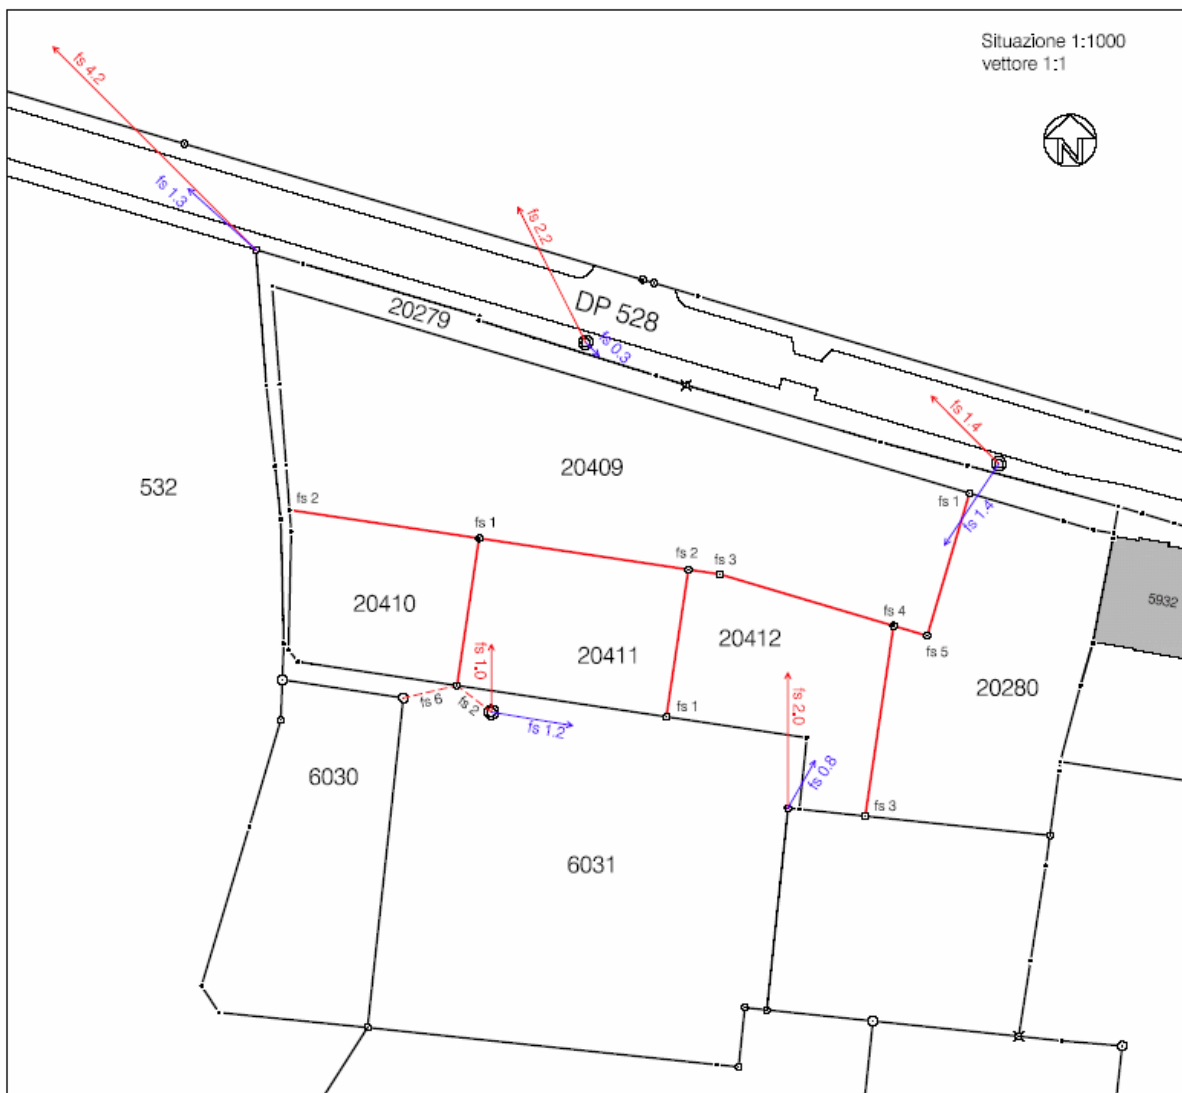 Situazione 1:1000
vettore 1:1
N
fs 4.2
fs 1.3
fs 2.2
DP 528
20279
fs 0.3
fs 1.4
20409
532
fs 1
fs 1.4
fs 2
fs 1
fs 2
fs 3
5932
20410
20411
20412
fs 4
fs 5
20280
fs 1.0
fs 6
fs 2
fs 1.2
fs 1
fs 2.0
fs 0.8
6030
fs 3
6031